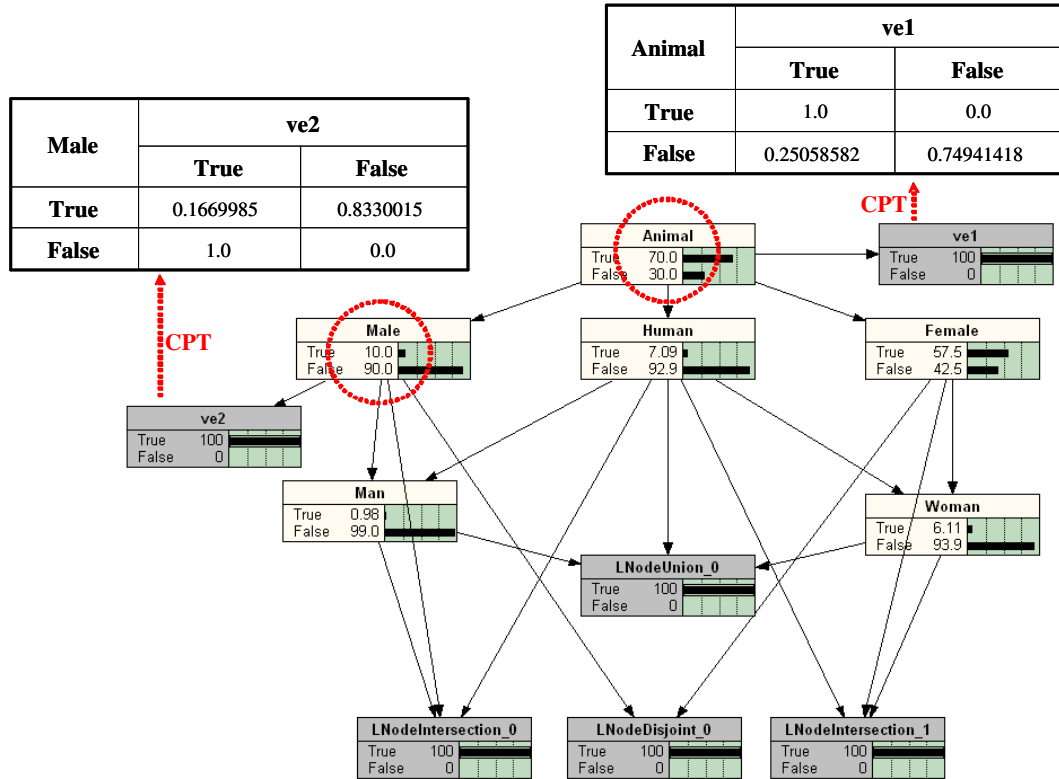 ve1
Animal
True False
True 1.0 0.0
False 0.25058582 0.74941418
ve2
Male
True False
True 0.1669985 0.8330015
False 1.0 0.0
CPT
CPT
Animal
True 70.0
False 30.0
ve1
True 100
False 0
Male
True 10.0
False 90.0
Human
True 7.09
False 92.9
Female
True 57.5
False 42.5
ve2
True 100
False 0
Man
True 0.98
False 99.0
Woman
True 6.11
False 93.9
LNodeUnion_0
True 100
False 0
LNodeIntersection_0
True 100
False 0
LNodeDisjoint_0
True 100
False 0
LNodeIntersection_1
True 100
False 0